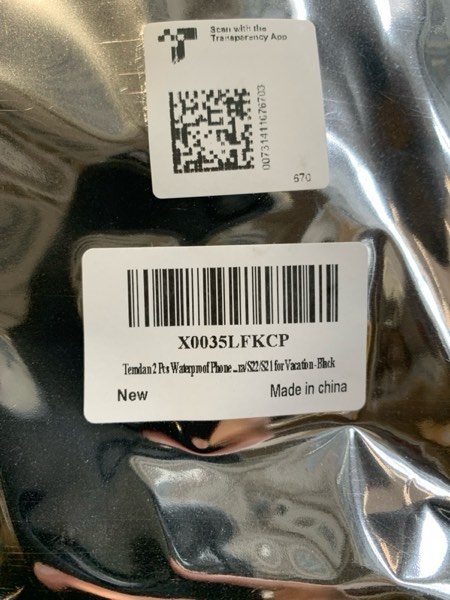 Scan with the
Transparency App
670
X0035LFKCP
Temdan 2 Pcs Waterproof Phone ...ra/S22/S21 for Vacation - Black
New
Made in china